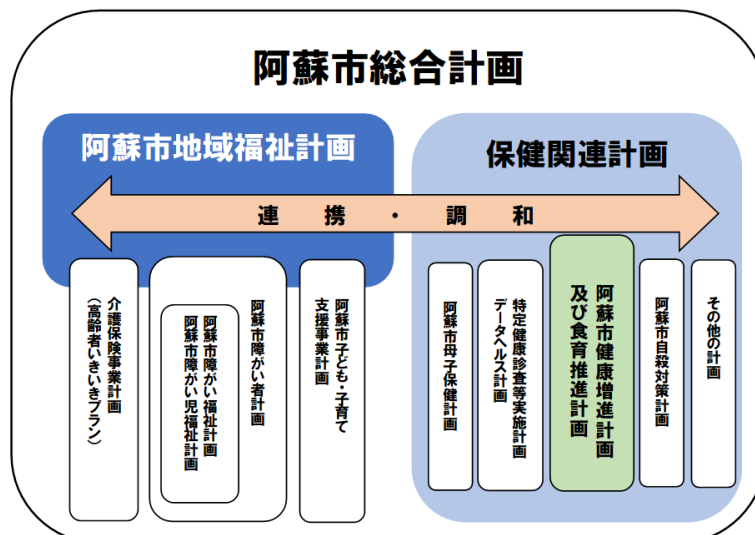 阿蘇市総合計画
阿蘇市地域福祉計画
保健関連計画
連携・調和
介護保険事業計画
（高齢者いきいきプラン）
阿蘇市障がい者計画
阿蘇市障がい福祉計画
阿蘇市障がい児福祉計画
阿蘇市子ども・子育て
支援事業計画
阿蘇市母子保健計画
特定健康診査等実施計画
データヘルス計画
阿蘇市健康増進計画
及び食育推進計画
阿蘇市自殺対策計画
その他の計画